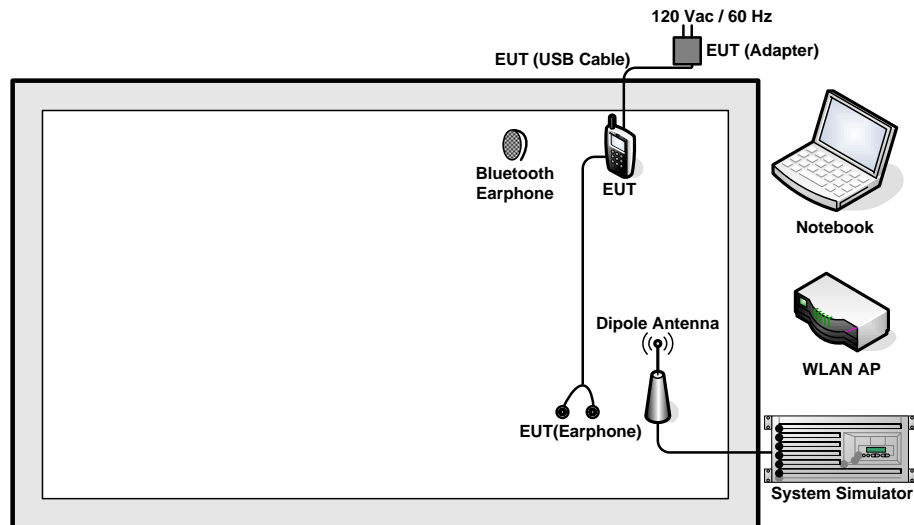 120 Vac / 60 Hz
EUT (Adapter)
EUT (USB Cable)
Bluetooth
Earphone
EUT
Notebook
Dipole Antenna
WLAN AP
EUT(Earphone)
System Simulator